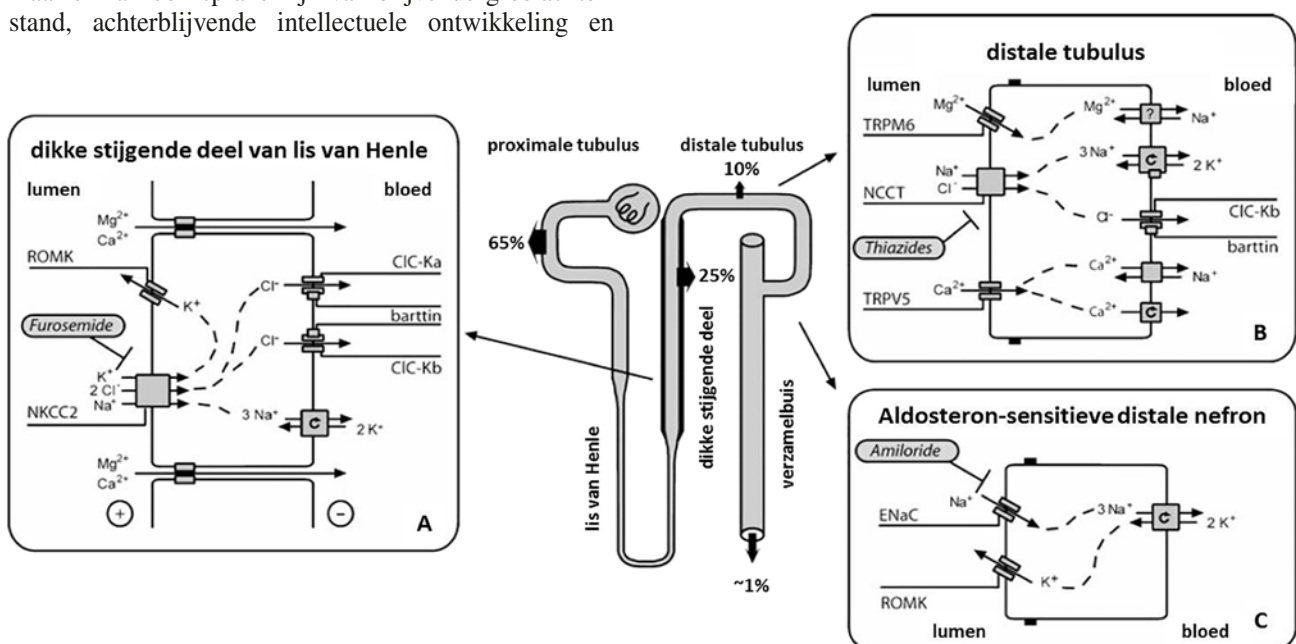 stand, achterblijvende intellectuele ontwikkeling en
dikke stijgende deel van lis van Henle
lumen
bloed
Mg²⁺
Ca²⁺
ROMK
K⁺
Furosemide
K⁺
2 Cl⁻
Na⁺
NKCC2
Cl⁻
ClC-Ka
barttin
Cl⁻
ClC-Kb
3 Na⁺
2 K⁺
Mg²⁺
Ca²⁺
+
−
A
proximale tubulus
distale tubulus
10%
65%
25%
lis van Henle
dikke stijgende deel
verzamelbuis
~1%
distale tubulus
lumen
bloed
Mg²⁺
TRPM6
Mg²⁺
?
Na⁺
3 Na⁺
2 K⁺
Na⁺
Cl⁻
NCCT
Cl⁻
ClC-Kb
barttin
Thiazides
Ca²⁺
TRPV5
Ca²⁺
Na⁺
Ca²⁺
B
Aldosteron-sensitieve distale nefron
Amiloride
Na⁺
ENaC
3 Na⁺
2 K⁺
K⁺
ROMK
lumen
bloed
C